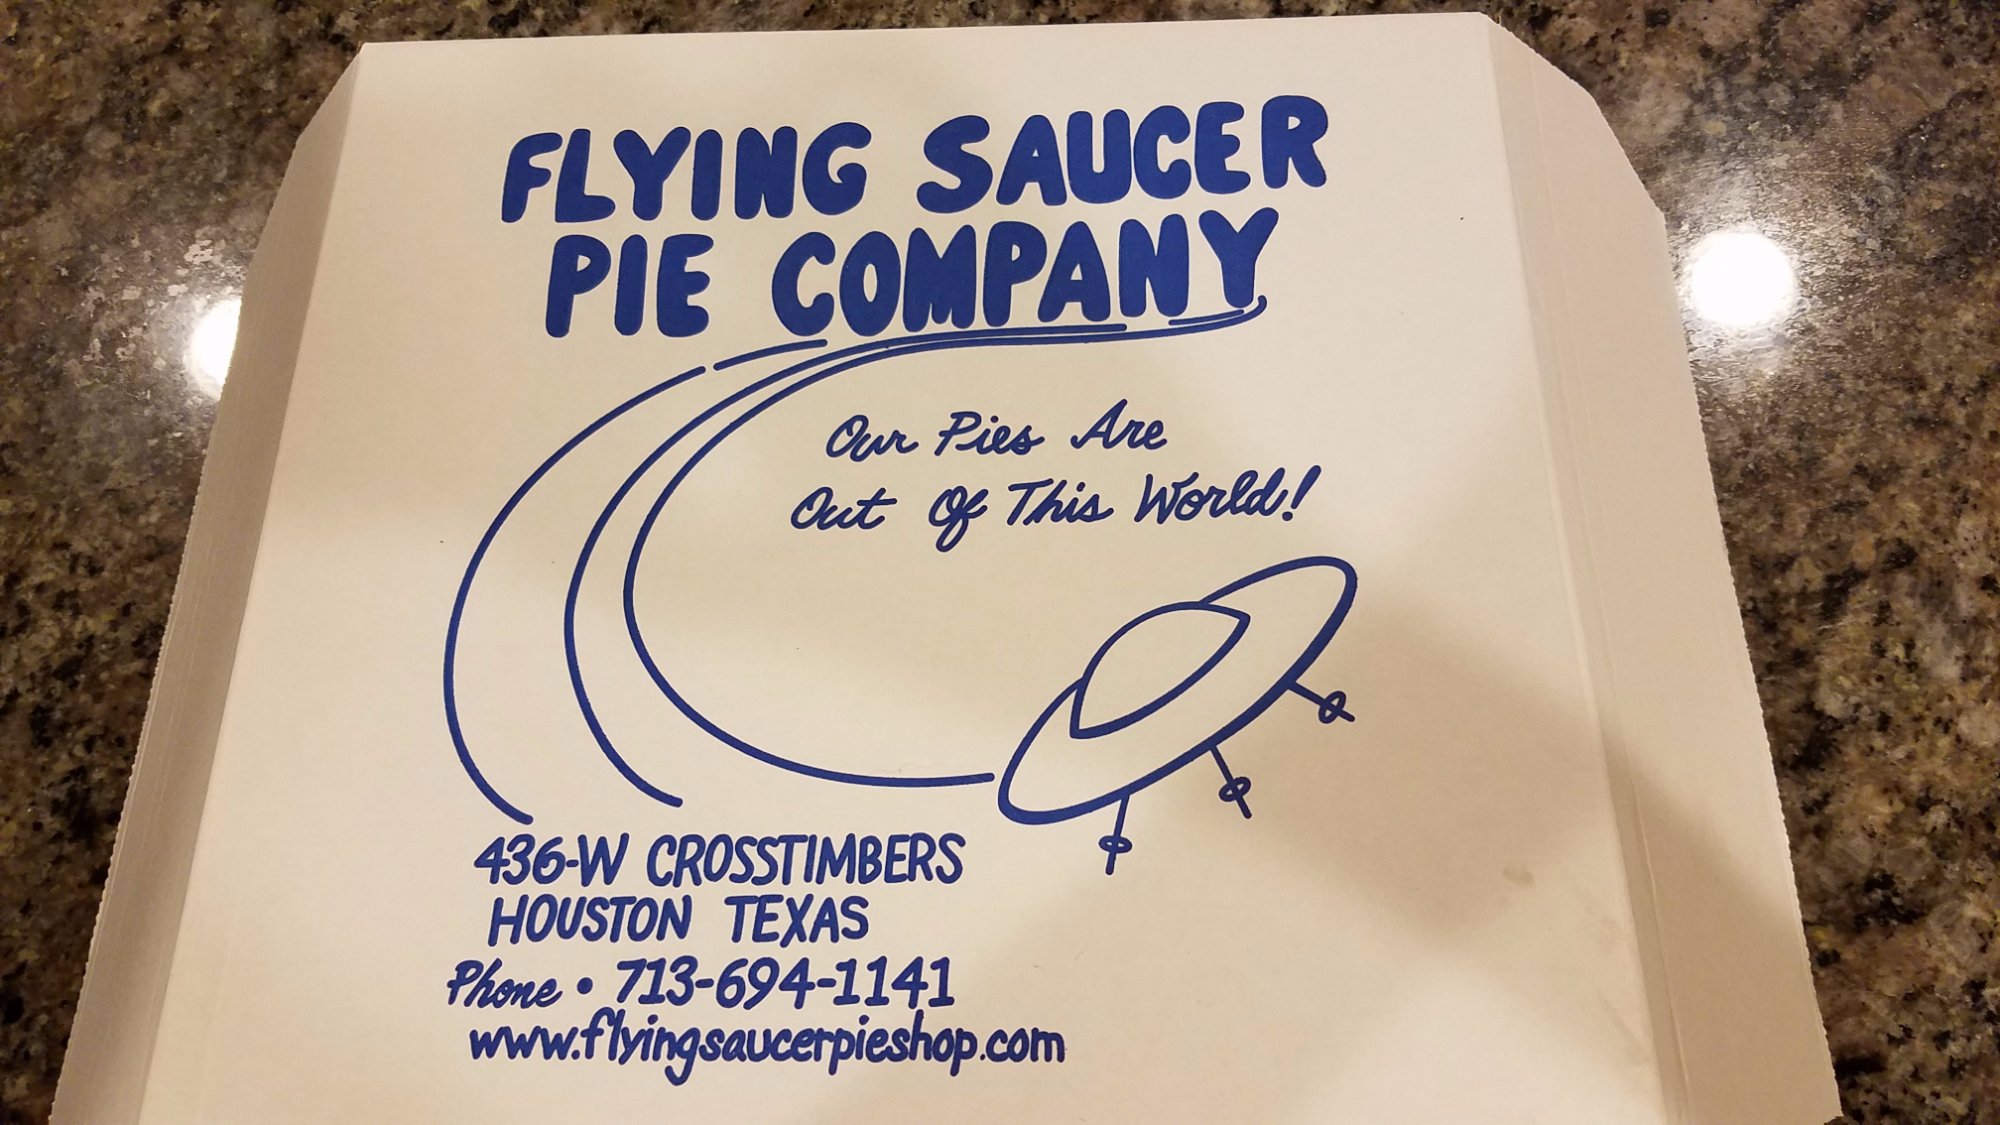 FLYING SAUCER
PIE COMPANY
Our Pies Are
Out Of This World!
436-W CROSSTIMBERS
HOUSTON TEXAS
Phone • 713-694-1141
www.flyingsaucerpieshop.com